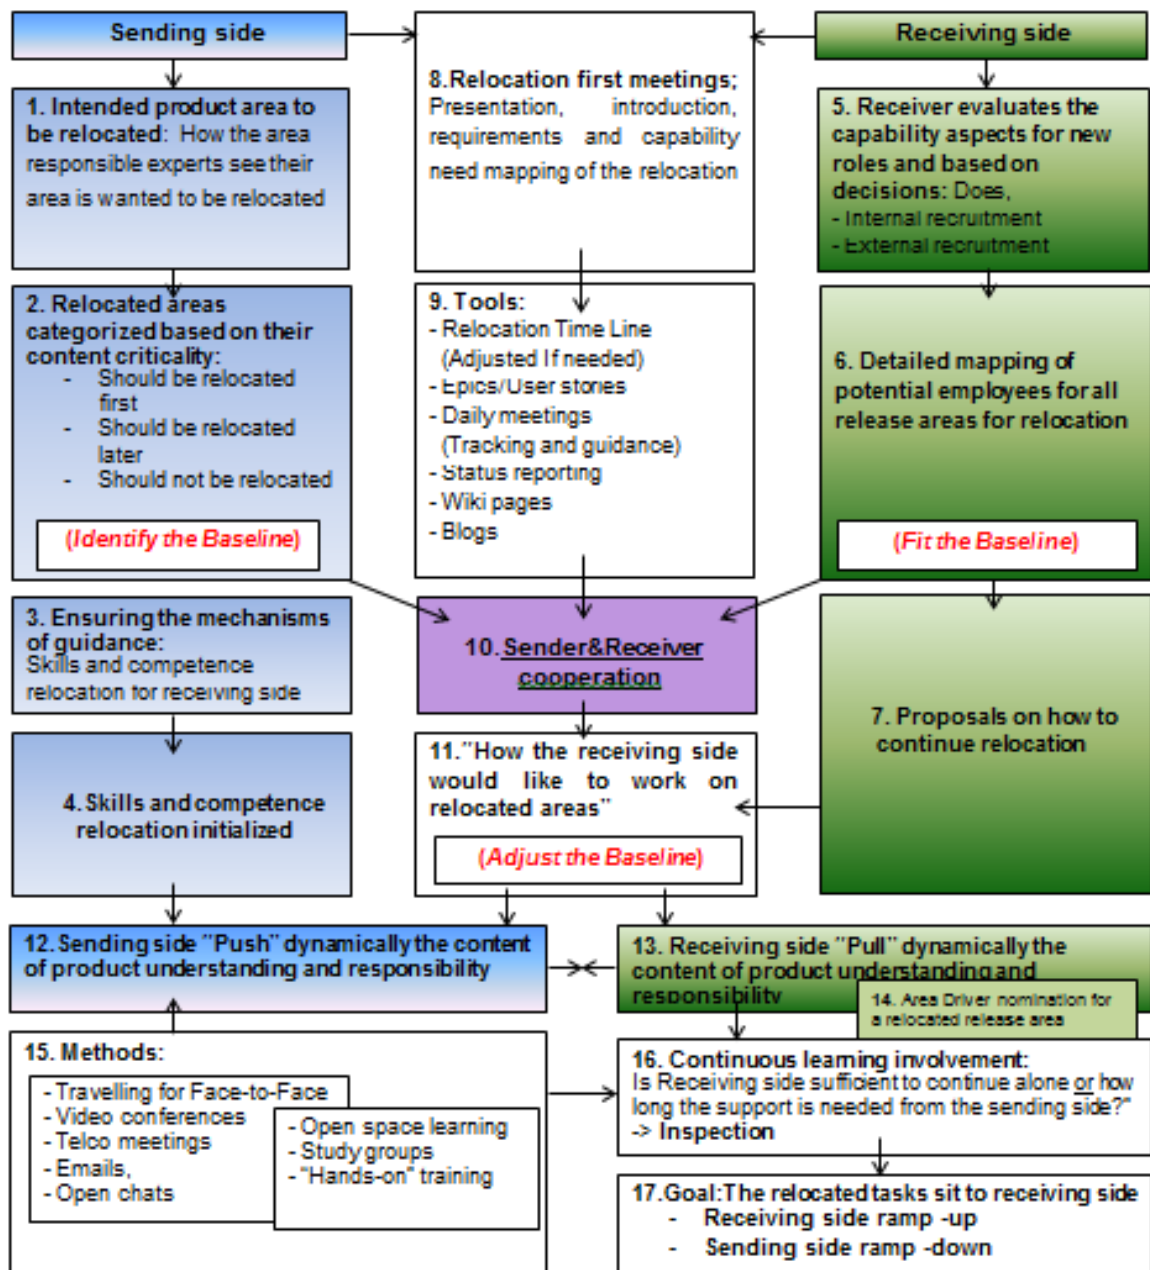 Sending side
Receiving side
1. Intended product area to
be relocated: How the area
responsible experts see their
area is wanted to be relocated
8.Relocation first meetings;
Presentation, introduction,
requirements and capability
need mapping of the relocation
5. Receiver evaluates the
capability aspects for new
roles and based on
decisions: Does,
- Internal recruitment
- External recruitment
2. Relocated areas
categorized based on their
content criticality:
- Should be relocated
first
- Should be relocated
later
- Should not be relocated
(Identify the Baseline)
9. Tools:
- Relocation Time Line
(Adjusted If needed)
- Epics/User stories
- Daily meetings
(Tracking and guidance)
- Status reporting
- Wiki pages
- Blogs
6. Detailed mapping of
potential employees for all
release areas for relocation
(Fit the Baseline)
3. Ensuring the mechanisms
of guidance:
Skills and competence
relocation for receiving side
10. Sender&Receiver
cooperation
7. Proposals on how to
continue relocation
4. Skills and competence
relocation initialized
11."How the receiving side
would like to work on
relocated areas"
(Adjust the Baseline)
12. Sending side "Push" dynamically the content
of product understanding and responsibility
13. Receiving side "Pull" dynamically the
content of product understanding and
responsibility
14. Area Driver nomination for
a relocated release area
15. Methods:
- Travelling for Face-to-Face
- Video conferences
- Telco meetings
- Emails,
- Open chats
- Open space learning
- Study groups
- "Hands-on" training
16. Continuous learning involvement:
Is Receiving side sufficient to continue alone or how
long the support is needed from the sending side?"
-> Inspection
17.Goal:The relocated tasks sit to receiving side
- Receiving side ramp -up
- Sending side ramp -down